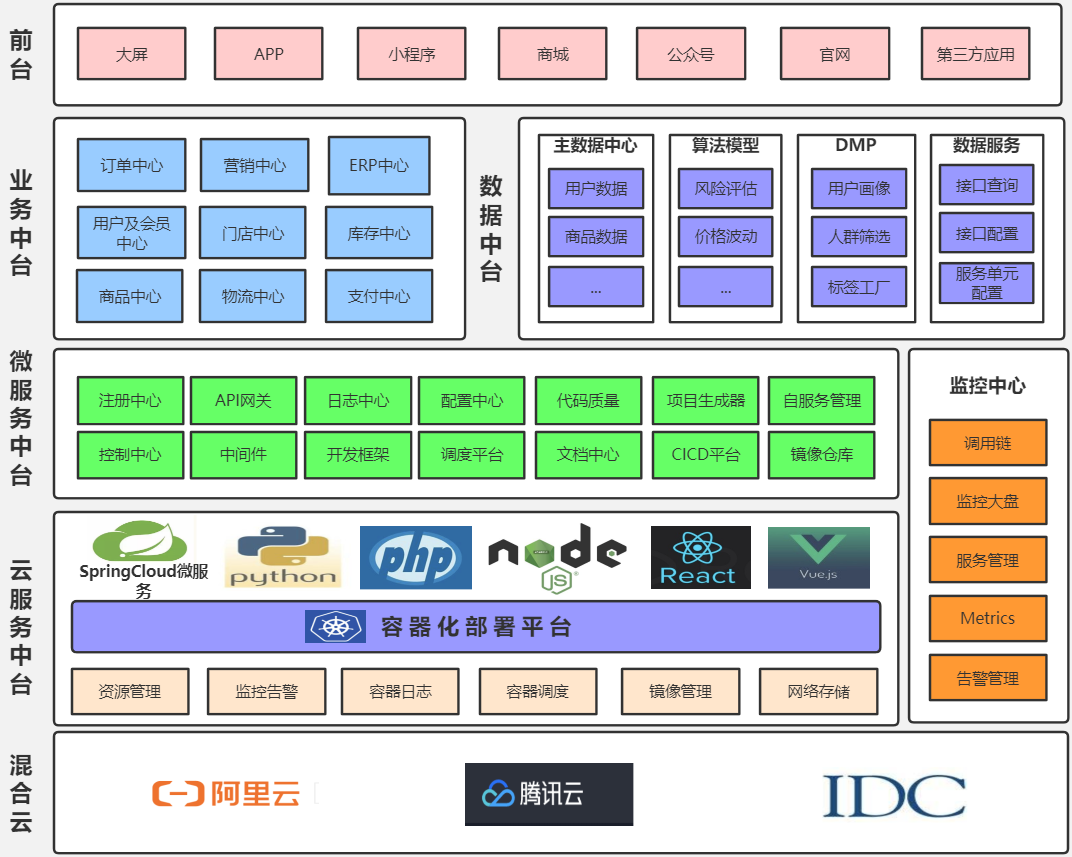 前台
大屏
APP
小程序
商城
公众号
官网
第三方应用
业务中台
订单中心
营销中心
ERP中心
用户及会员
中心
门店中心
库存中心
商品中心
物流中心
支付中心
数据中台
主数据中心
用户数据
商品数据
...
算法模型
风险评估
价格波动
...
DMP
用户画像
人群筛选
标签工厂
数据服务
接口查询
接口配置
服务单元
配置
微服务中台
注册中心
API网关
日志中心
配置中心
代码质量
项目生成器
自服务管理
控制中心
中间件
开发框架
调度平台
文档中心
CICD平台
镜像仓库
监控中心
调用链
监控大盘
服务管理
Metrics
告警管理
云服务中台
SpringCloud微服
务
python
php
node
JS
React
Vue.js
容器化部署平台
资源管理
监控告警
容器日志
容器调度
镜像管理
网络存储
混合云
阿里云
腾讯云
IDC